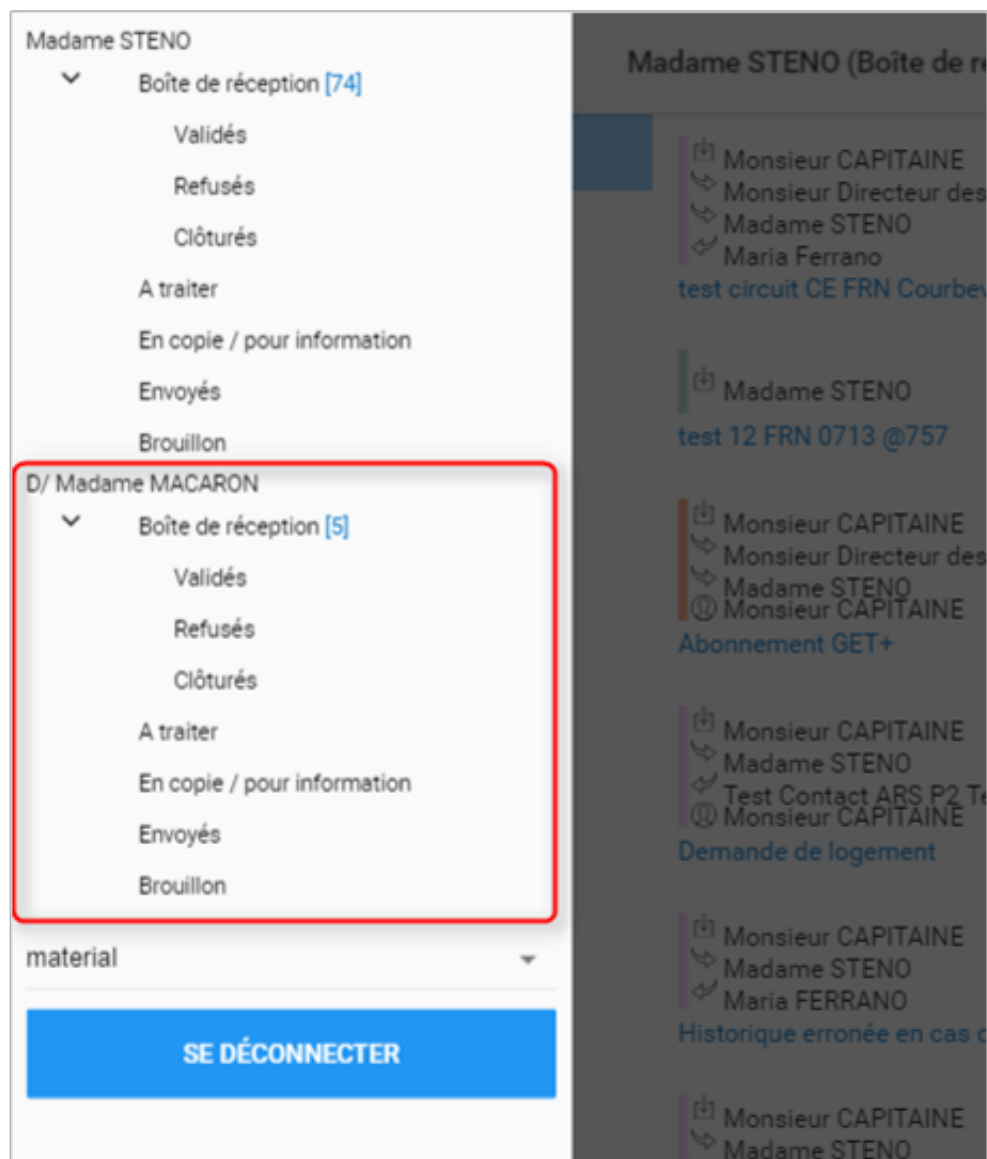 Madame STENO
Boîte de réception [74]
Validés
Refusés
Clôturés
A traiter
En copie / pour information
Envoyés
Brouillon
D/ Madame MACARON
Boîte de réception [5]
Validés
Refusés
Clôturés
A traiter
En copie / pour information
Envoyés
Brouillon
material
SE DÉCONNECTER
Madame STENO (Boîte de
Monsieur CAPITAINE
Monsieur Directeur des
Madame STENO
Maria Ferrano
test circuit CE FRN
Madame STENO
test 12 FRN 0713 @757
Monsieur CAPITAINE
Monsieur Directeur des
Madame STENO
Monsieur CAPITAINE
Abonnement GET+
Monsieur CAPITAINE
Madame STENO
Test Contact ARS P2
Monsieur CAPITAINE
Demande de logement
Monsieur CAPITAINE
Madame STENO
Maria FERRANO
Historique erronée en cas
Monsieur CAPITAINE
Madame STENO